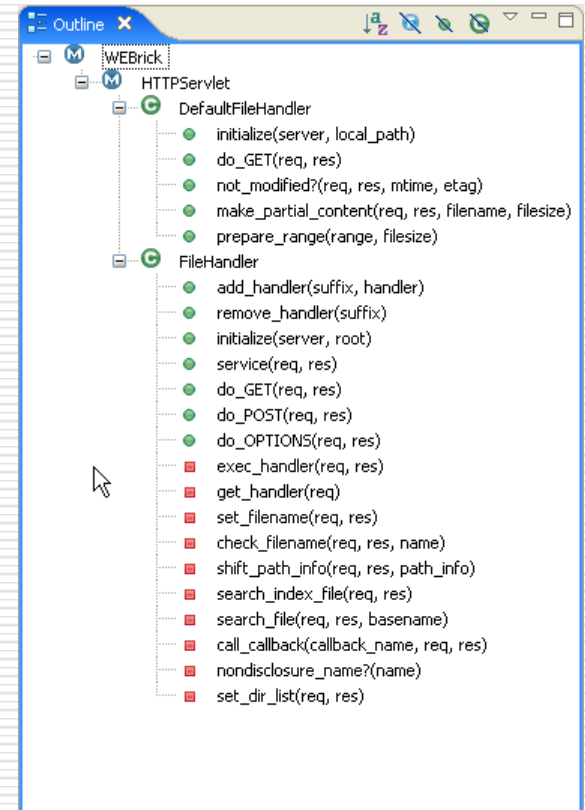 Outline
WEBrick
HTTPServlet
DefaultFileHandler
initialize(server, local_path)
do_GET(req, res)
not_modified?(req, res, mtime, etag)
make_partial_content(req, res, filename, filesize)
prepare_range(range, filesize)
FileHandler
add_handler(suffix, handler)
remove_handler(suffix)
initialize(server, root)
service(req, res)
do_GET(req, res)
do_POST(req, res)
do_OPTIONS(req, res)
exec_handler(req, res)
get_handler(req)
set_filename(req, res)
check_filename(req, res, name)
shift_path_info(req, res, path_info)
search_index_file(req, res)
search_file(req, res, basename)
call_callback(callback_name, req, res)
nondisclosure_name?(name)
set_dir_list(req, res)